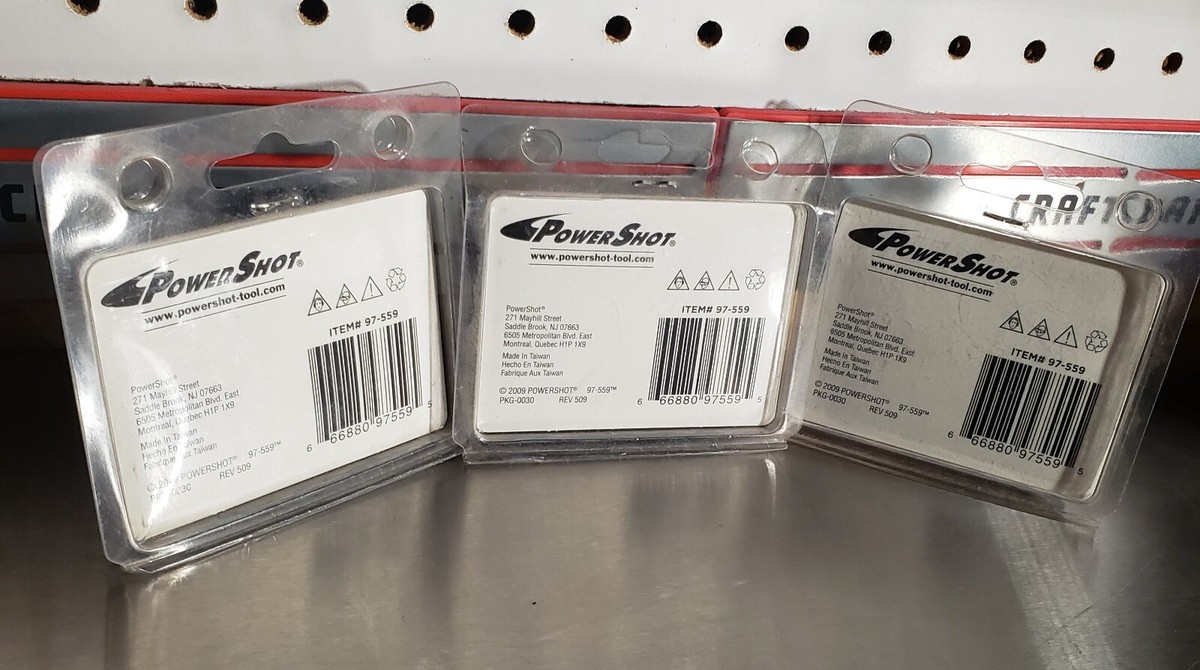 C
CRAFTSMAN
POWERSHOT®
www.powershot-tool.com
ITEM# 97-559
PowerShot®
271 Mayhill Street
Saddle Brook, NJ 07663
6505 Metropolitan Blvd. East
Montreal, Quebec H1P 1X9
Made In Taiwan
Hecho En Taiwan
Fabrique Aux Taiwan
© 2009 POWERSHOT® 97-559™
REV 509
6 66880 97559 5
POWERSHOT®
www.powershot-tool.com
ITEM# 97-559
PowerShot®
271 Mayhill Street
Saddle Brook, NJ 07663
6505 Metropolitan Blvd. East
Montreal, Quebec H1P 1X9
Made In Taiwan
Hecho En Taiwan
Fabrique Aux Taiwan
© 2009 POWERSHOT® 97-559™
PKG-0030 REV 509
6 66880 97559 5
POWERSHOT®
www.powershot-tool.com
ITEM# 97-559
PowerShot®
271 Mayhill Street
Saddle Brook, NJ 07663
6505 Metropolitan Blvd. East
Montreal, Quebec H1P 1X9
Made In Taiwan
Hecho En Taiwan
Fabrique Aux Taiwan
© 2009 POWERSHOT® 97-559™
PKG-0030 REV 509
6 66880 97559 5